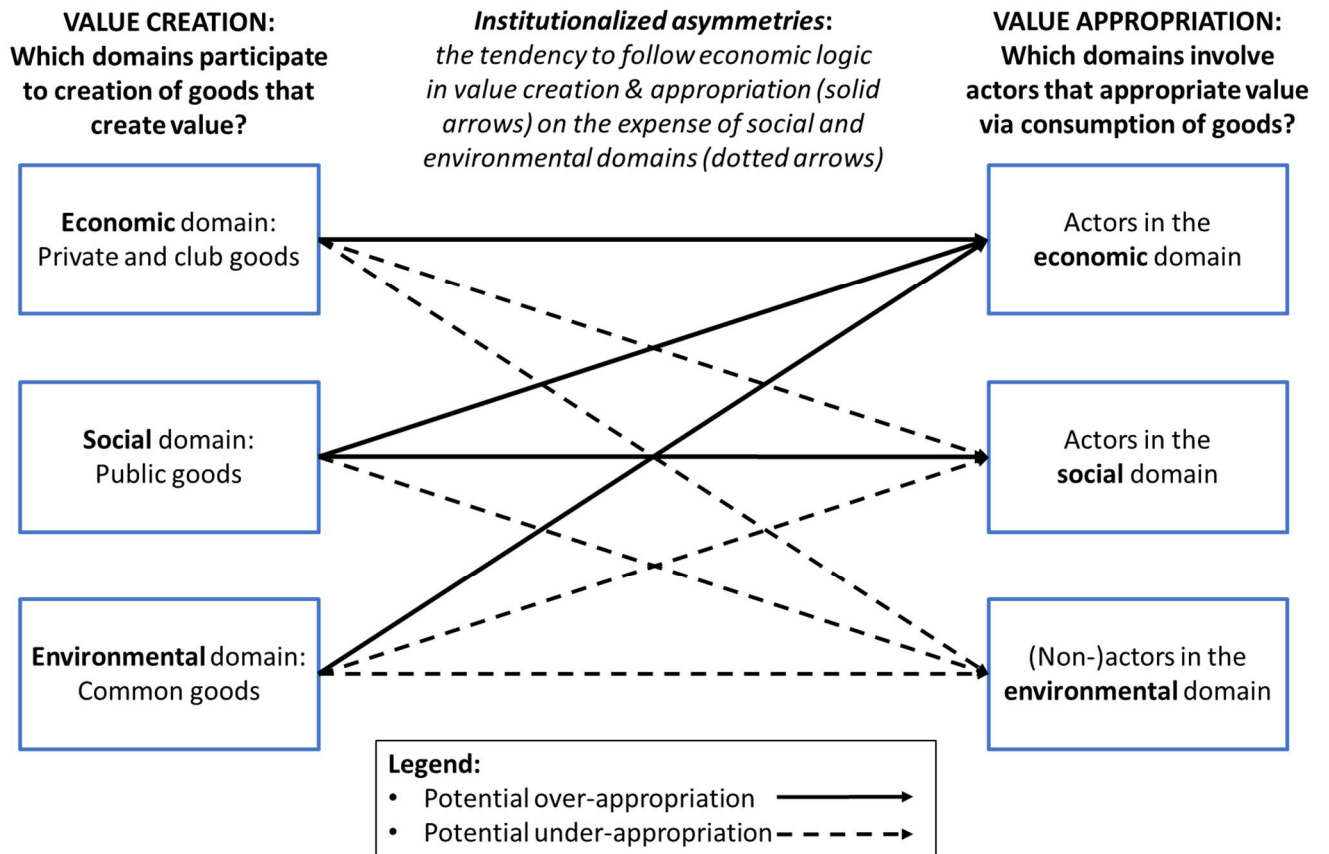 VALUE CREATION:
Which domains participate
to creation of goods that
create value?
Institutionalized asymmetries:
the tendency to follow economic logic
in value creation & appropriation (solid
arrows) on the expense of social and
environmental domains (dotted arrows)
VALUE APPROPRIATION:
Which domains involve
actors that appropriate value
via consumption of goods?
Economic domain:
Private and club goods
Actors in the
economic domain
Social domain:
Public goods
Actors in the
social domain
Environmental domain:
Common goods
(Non-)actors in the
environmental domain
Legend:
• Potential over-appropriation
• Potential under-appropriation